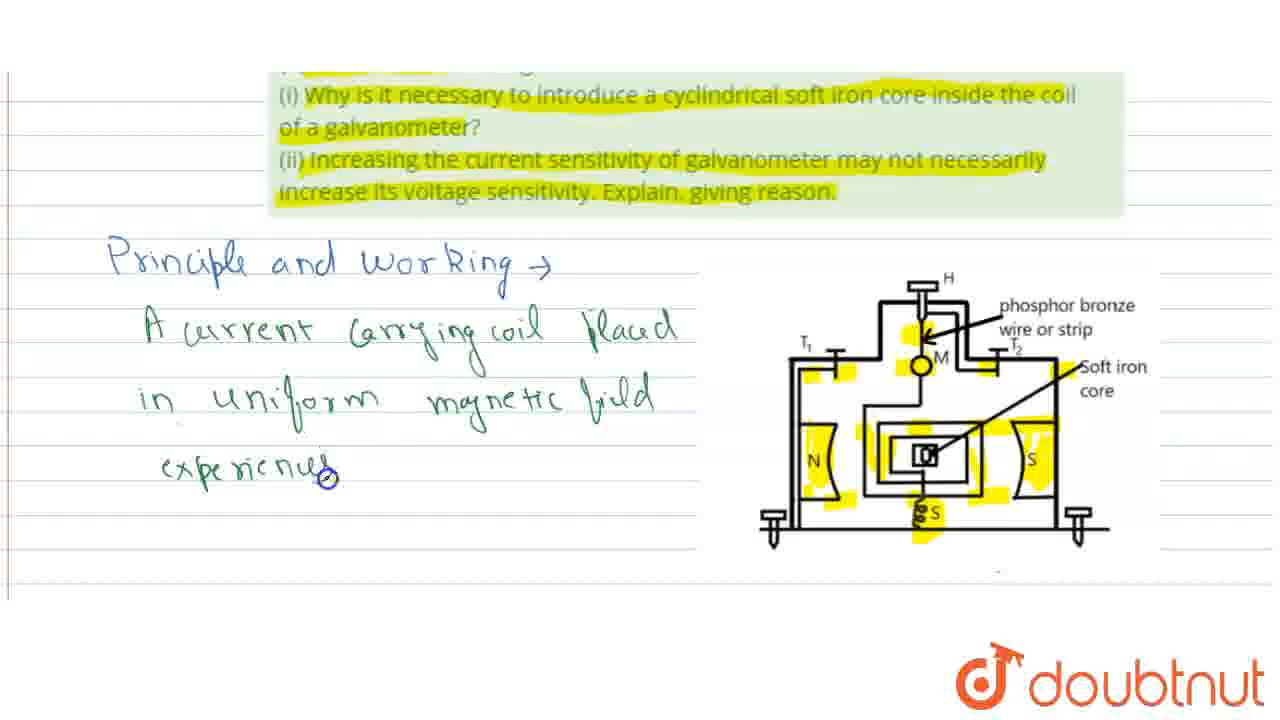 (i) Why is it necessary to introduce a cyclindrical soft iron core inside the coil
of a galvanometer?
(ii) Increasing the current sensitivity of galvanometer may not necessarily
increase its voltage sensitivity. Explain, giving reason.
Principle and working →
A current carrying coil placed
in uniform magnetic field
experiences
H
phosphor bronze
wire or strip
T1
M
T2
Soft iron
core
N
S
S
doubtnut